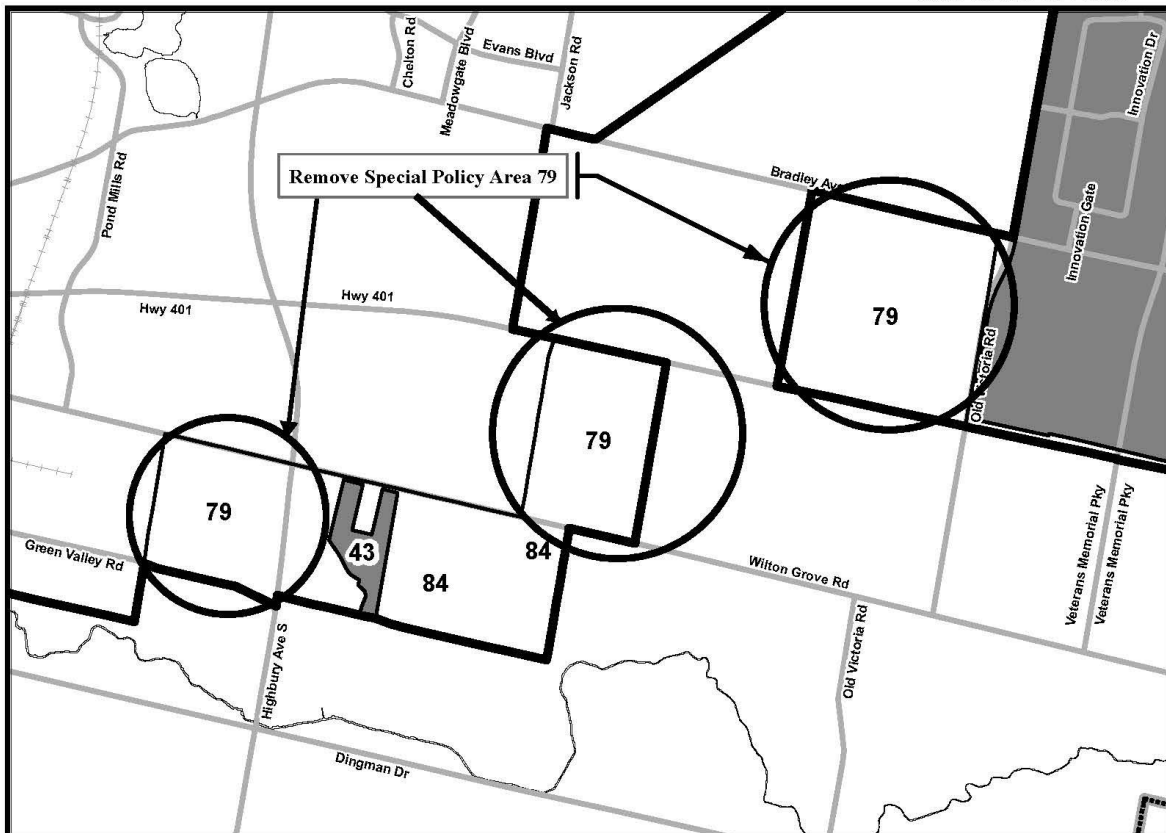 Chelton Rd
Meadowgate Blvd
Evans Blvd
Jackson Rd
Innovation Dr
Pond Mills Rd
Remove Special Policy Area 79
Bradley Ave
Innovation Gate
Hwy 401
Hwy 401
79
Old Victoria Rd
79
79
43
84
84
Green Valley Rd
Wilton Grove Rd
Veterans Memorial Pky
Veterans Memorial Pky
Highbury Ave S
Old Victoria Rd
Dingman Dr